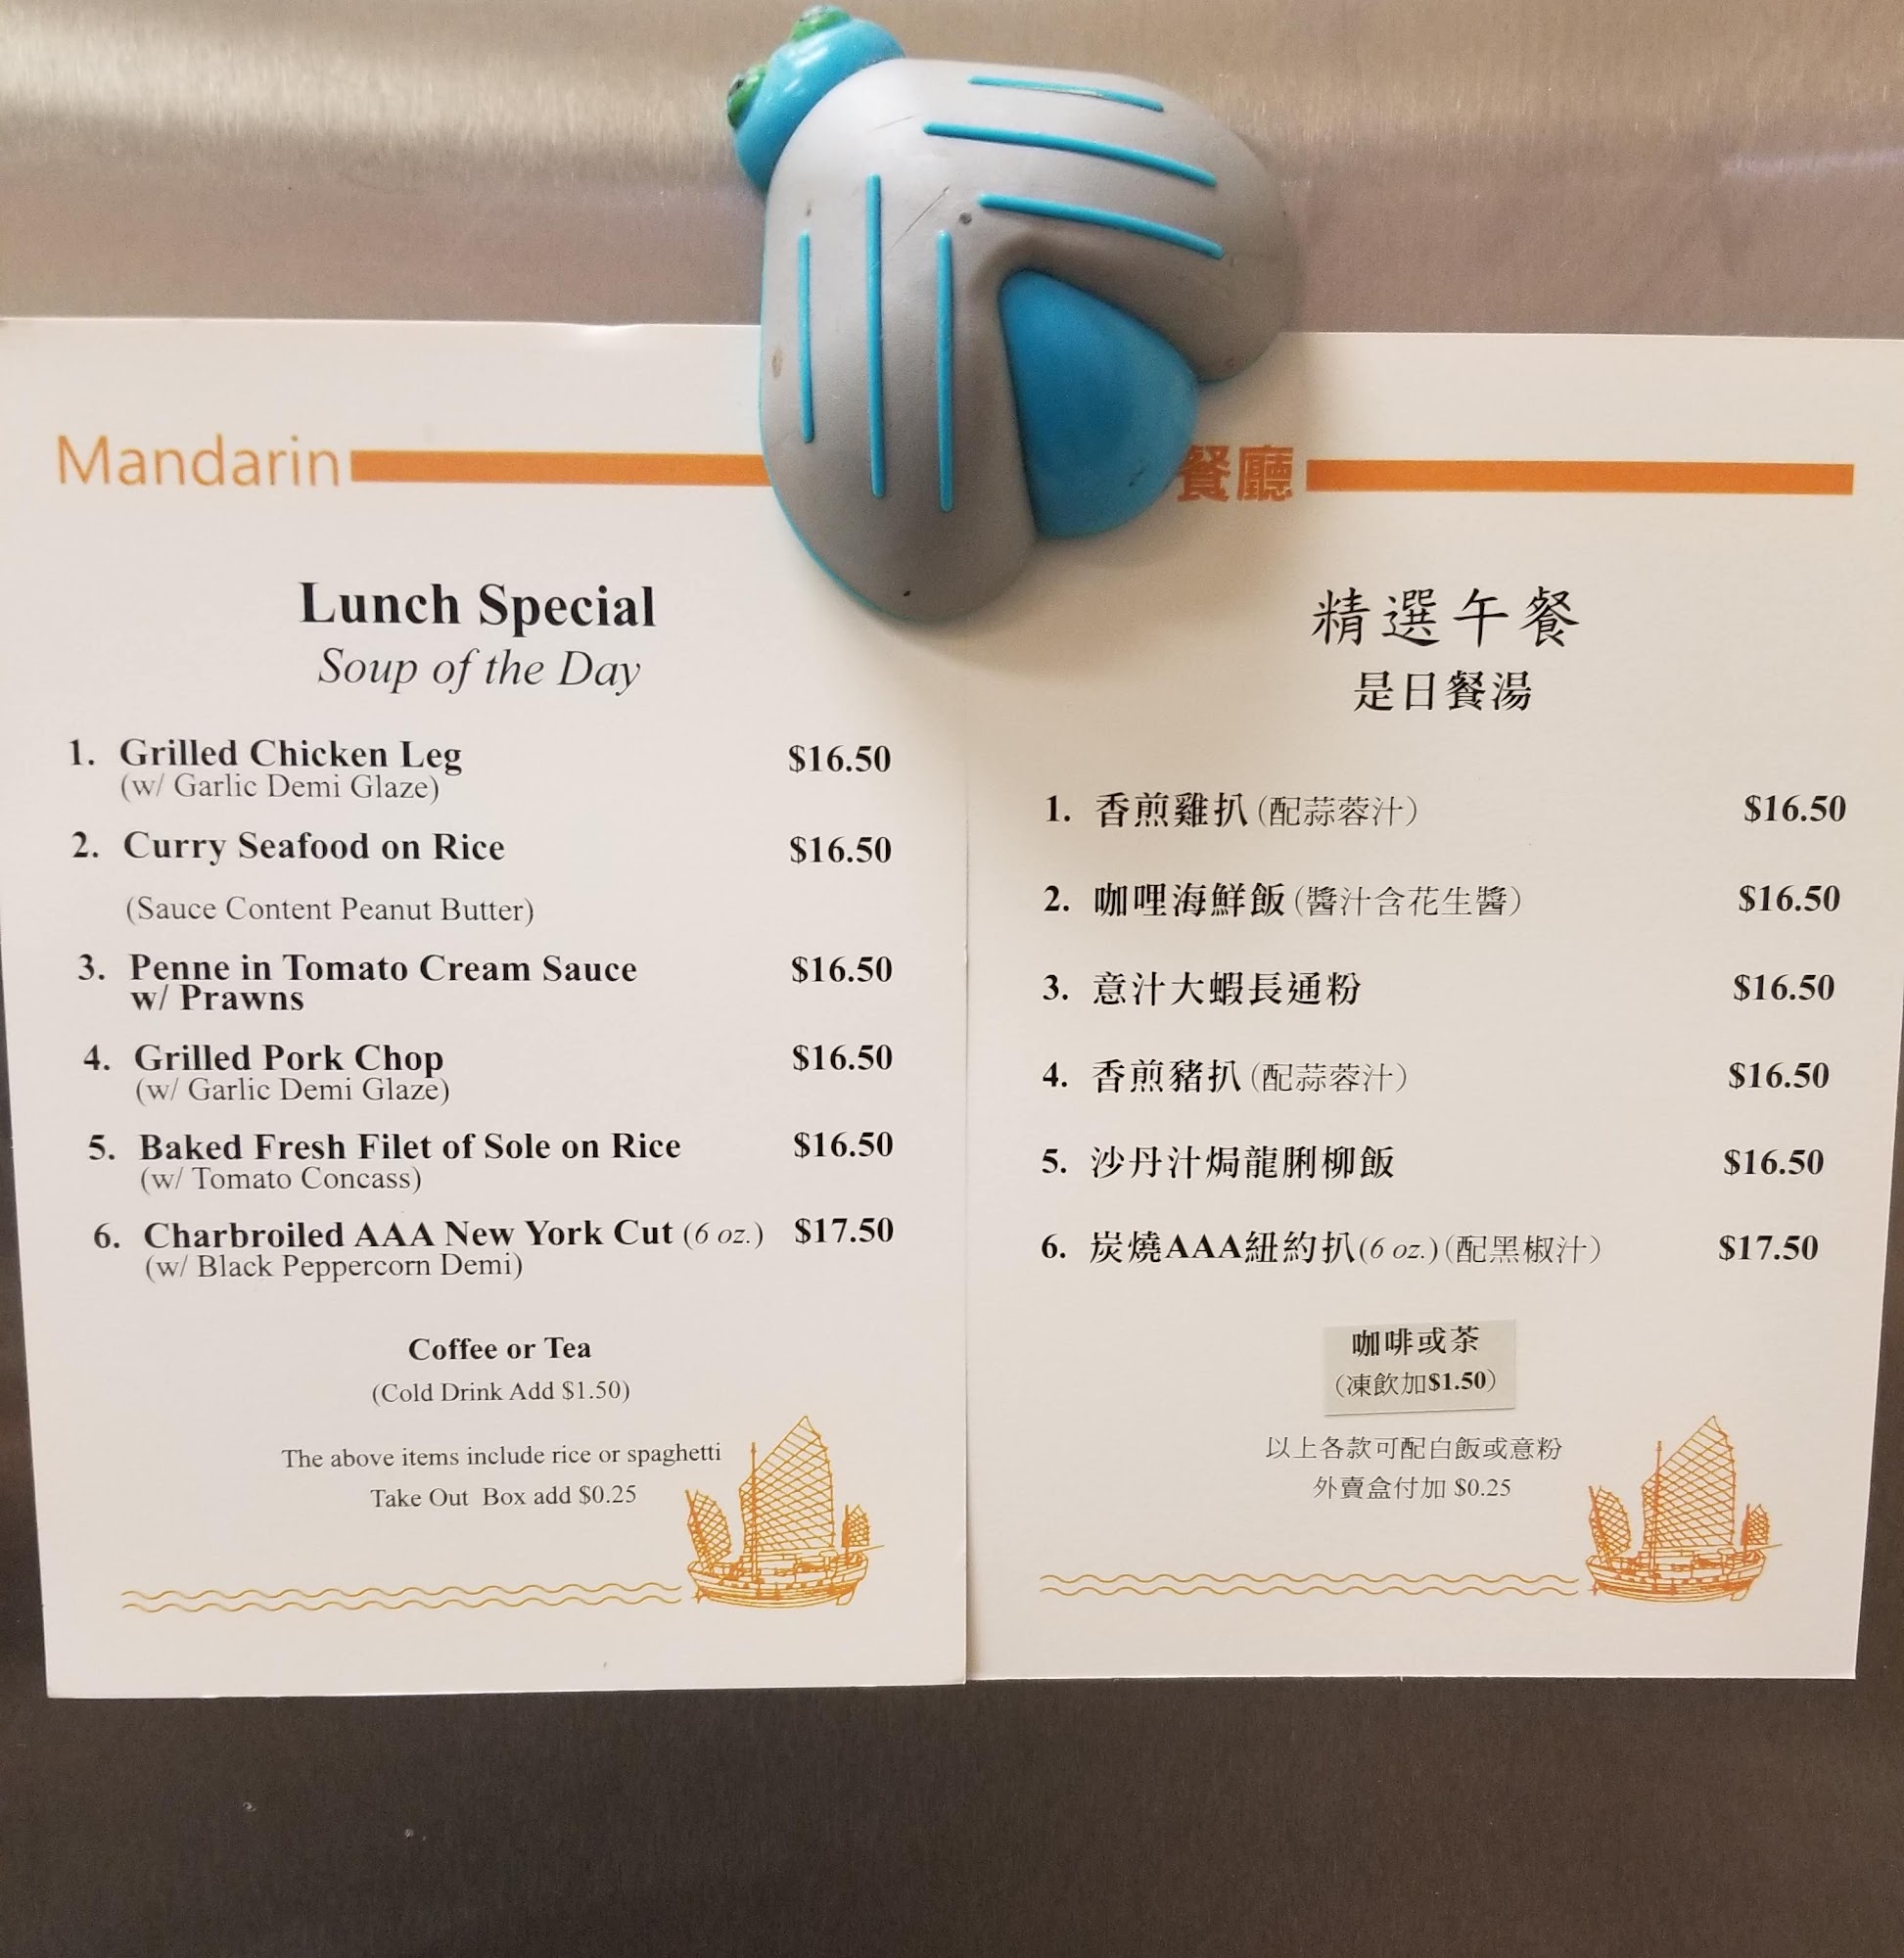 Mandarin
Lunch Special
Soup of the Day
1. Grilled Chicken Leg $16.50
(w/ Garlic Demi Glaze)
2. Curry Seafood on Rice $16.50
(Sauce Content Peanut Butter)
3. Penne in Tomato Cream Sauce $16.50
w/ Prawns
4. Grilled Pork Chop $16.50
(w/ Garlic Demi Glaze)
5. Baked Fresh Filet of Sole on Rice $16.50
(w/ Tomato Concass)
6. Charbroiled AAA New York Cut (6 oz.) $17.50
(w/ Black Peppercorn Demi)
Coffee or Tea
(Cold Drink Add $1.50)
The above items include rice or spaghetti
Take Out Box add $0.25
餐廳
精選午餐
是日餐湯
1. 香煎雞扒(配蒜蓉汁) $16.50
2. 咖哩海鮮飯(醬汁含花生醬) $16.50
3. 意汁大蝦長通粉 $16.50
4. 香煎豬扒(配蒜蓉汁) $16.50
5. 沙丹汁焗龍脷柳飯 $16.50
6. 炭燒AAA紐約扒(6 oz.)(配黑椒汁) $17.50
咖啡或茶
(凍飲加$1.50)
以上各款可配白飯或意粉
外賣盒付加 $0.25